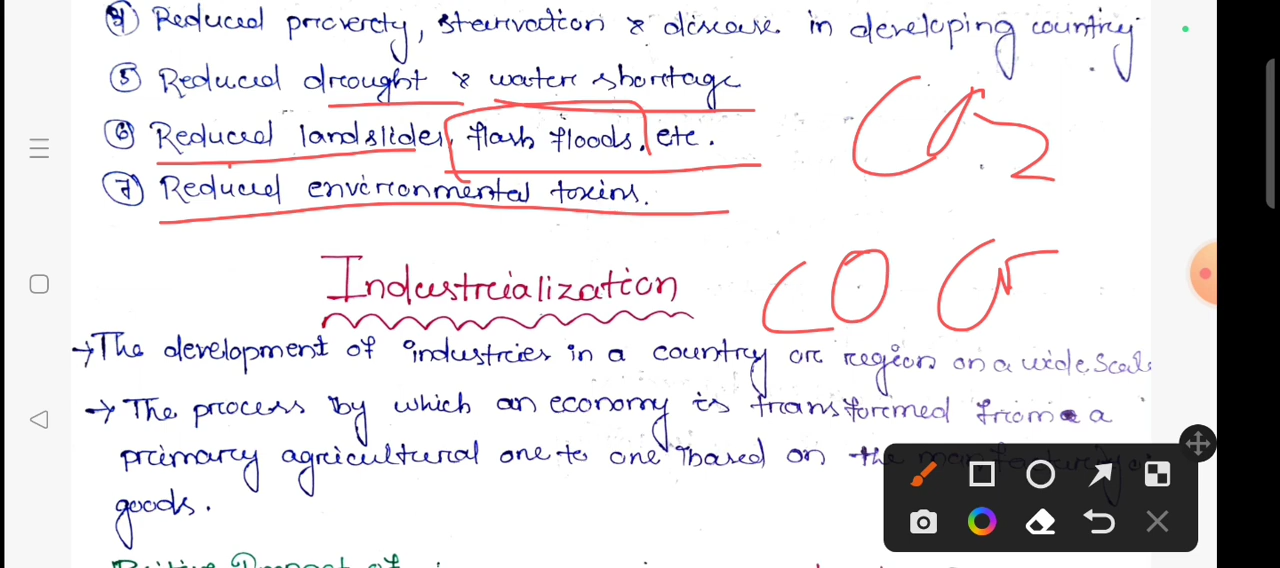 ④ Reduced proverty, starvation & disease in developing country
⑤ Reduced drought & water shortage
⑥ Reduced landslider, flash floods, etc.
⑦ Reduced environmental toxins.
CO2
Industrialization
CO
→The development of industries in a country or region on a wide scale
→ The process by which an economy is transformed from a
primary agricultural one to one based on the
goods.